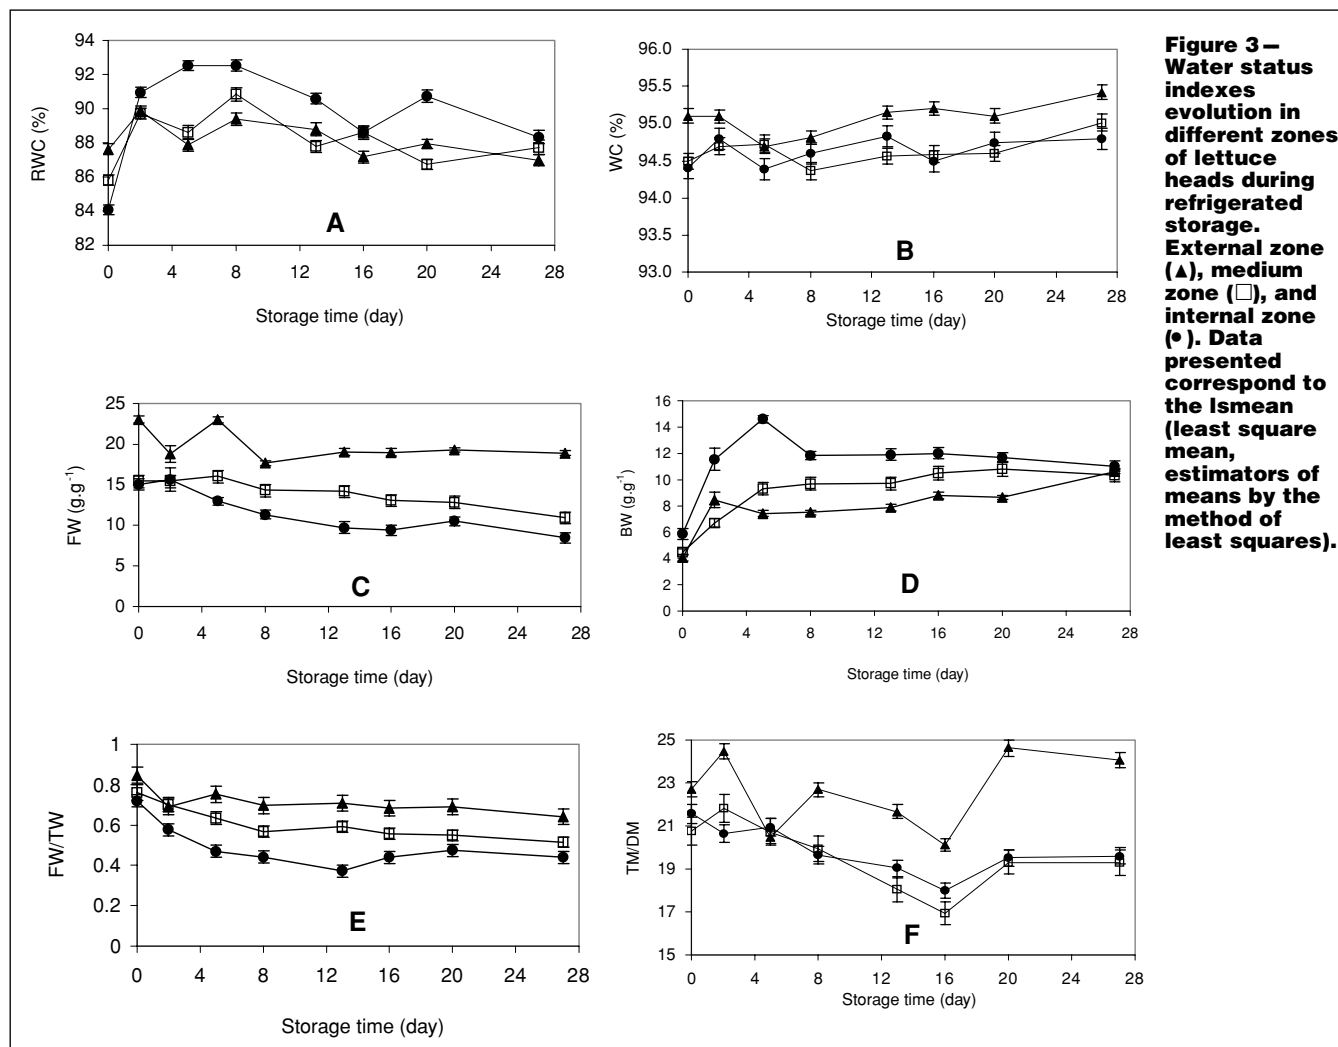 94
92
90
88
86
84
82
RWC (%)
A
0 4 8 12 16 20 24 28
Storage time (day)
96.0
95.5
95.0
94.5
94.0
93.5
93.0
WC (%)
B
0 4 8 12 16 20 24 28
Storage time (day)
25
20
15
10
5
0
FW (g.g-1)
C
0 4 8 12 16 20 24 28
Storage time (day)
16
14
12
10
8
6
4
2
0
BW (g.g-1)
D
0 4 8 12 16 20 24 28
Storage time (day)
1
0.8
0.6
0.4
0.2
0
FW/TW
E
0 4 8 12 16 20 24 28
Storage time (day)
25
23
21
19
17
15
TM/DM
F
0 4 8 12 16 20 24 28
Storage time (day)
Figure 3—
Water status
indexes
evolution in
different zones
of lettuce
heads during
refrigerated
storage.
External zone
(▲), medium
zone (□), and
internal zone
(●). Data
presented
correspond to
the lsmean
(least square
mean,
estimators of
means by the
method of
least squares).